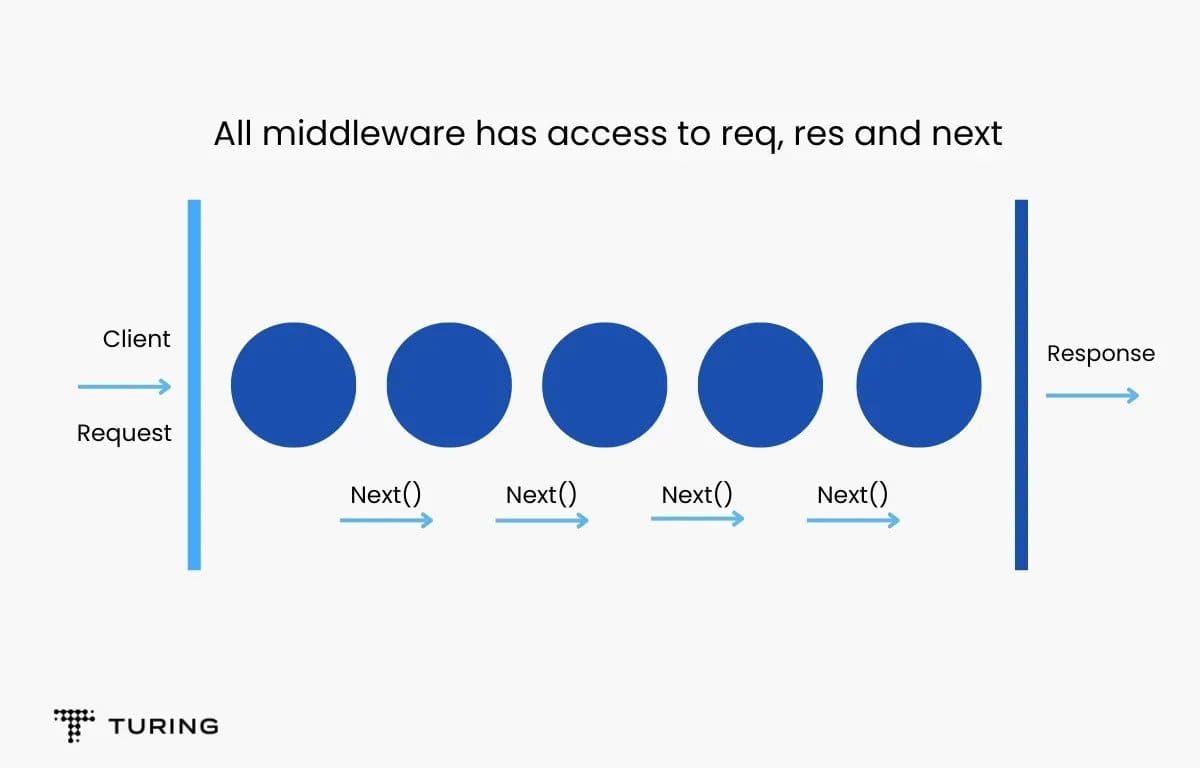 All middleware has access to req, res and next
Client
Request
Response
Next()
Next()
Next()
Next()
TURING